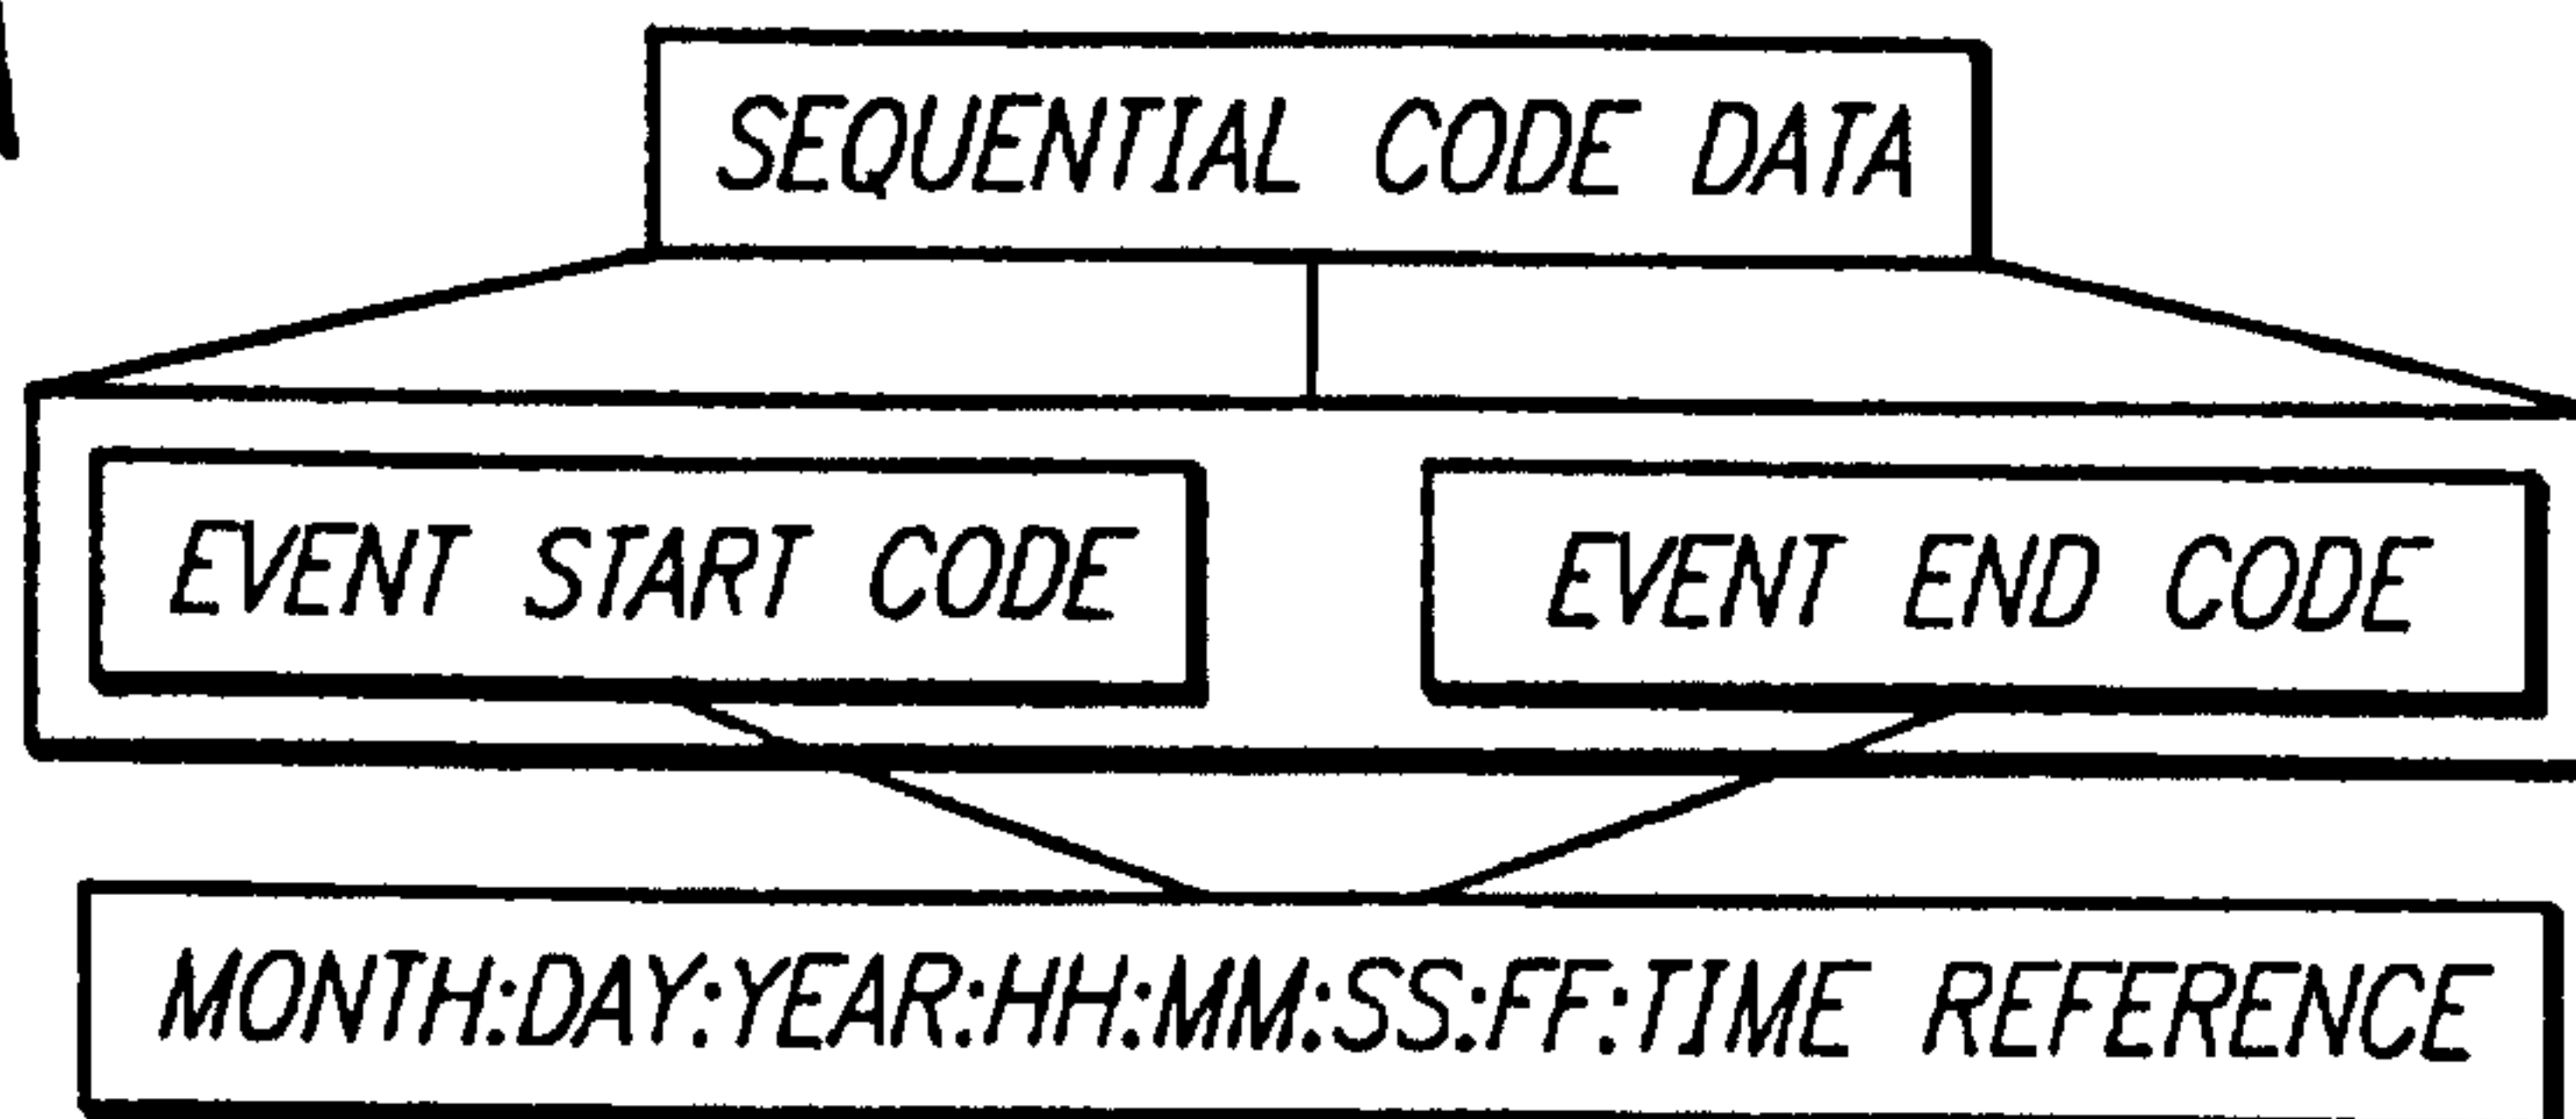 SEQUENTIAL CODE DATA
EVENT START CODE
EVENT END CODE
MONTH:DAY:YEAR:HH:MM:SS:FF:TIME REFERENCE